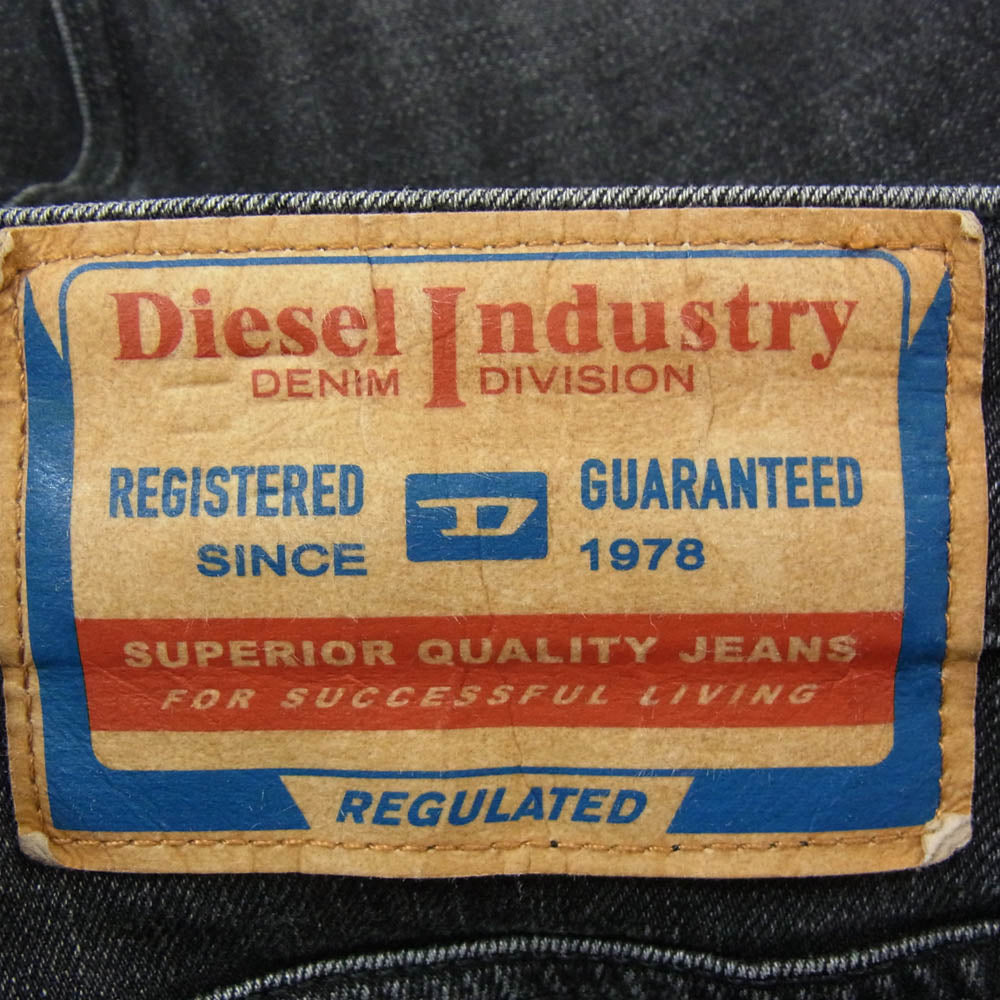 Diesel Industry
DENIM DIVISION
REGISTERED D GUARANTEED
SINCE 1978
SUPERIOR QUALITY JEANS
FOR SUCCESSFUL LIVING
REGULATED